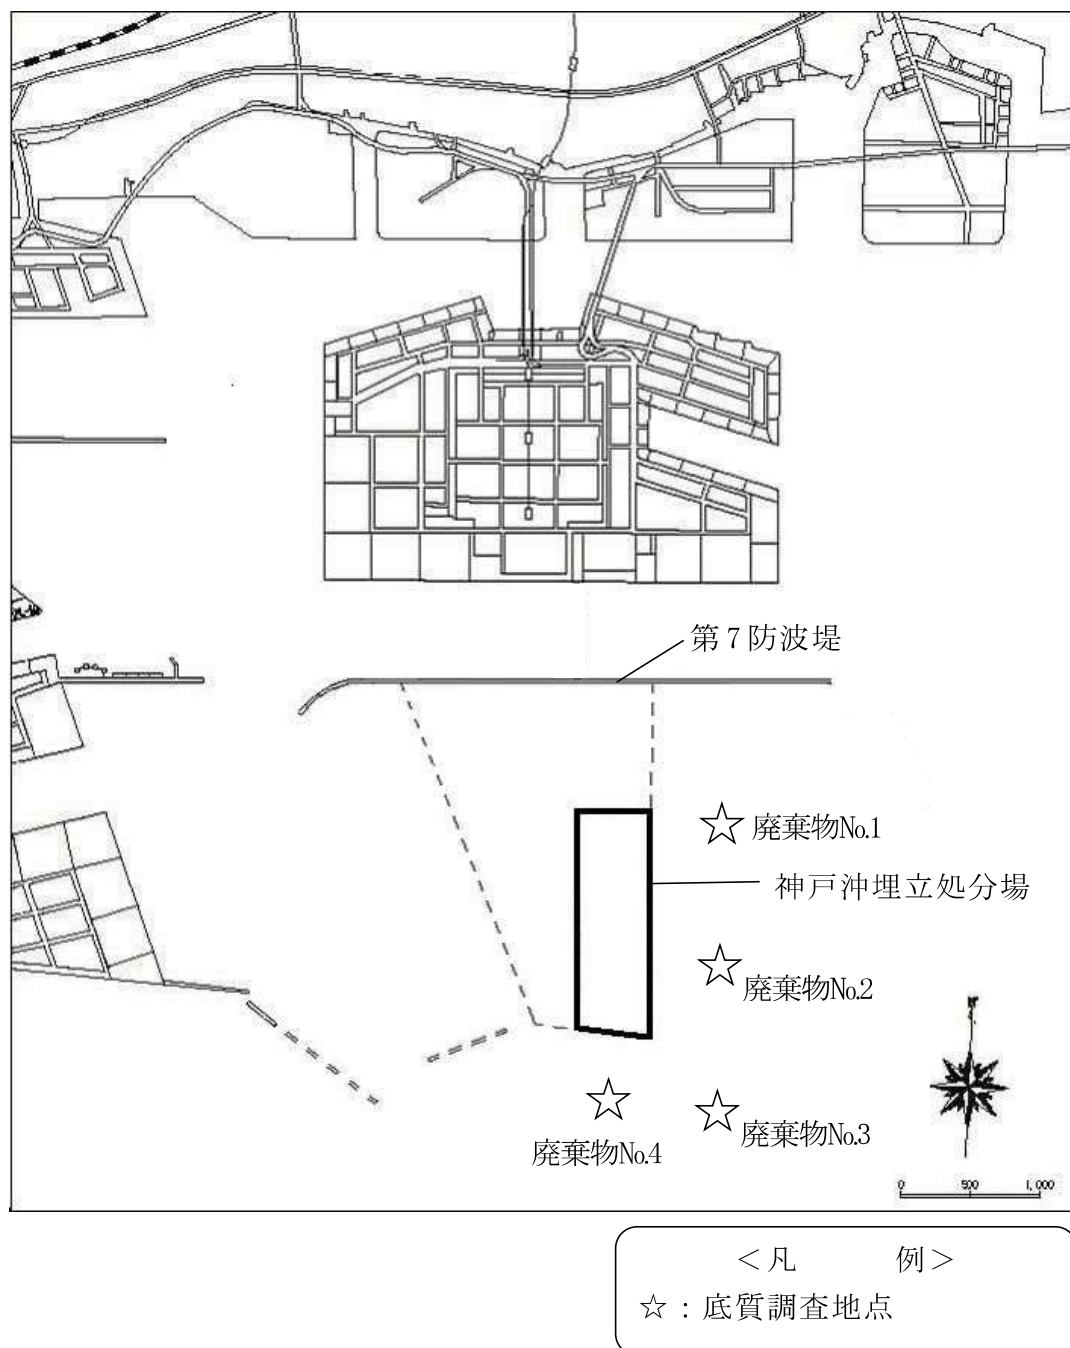 第7防波堤
廃棄物No.1
神戸沖埋立処分場
廃棄物No.2
廃棄物No.3
廃棄物No.4
0 500 1,000
<凡 例>
☆：底質調査地点